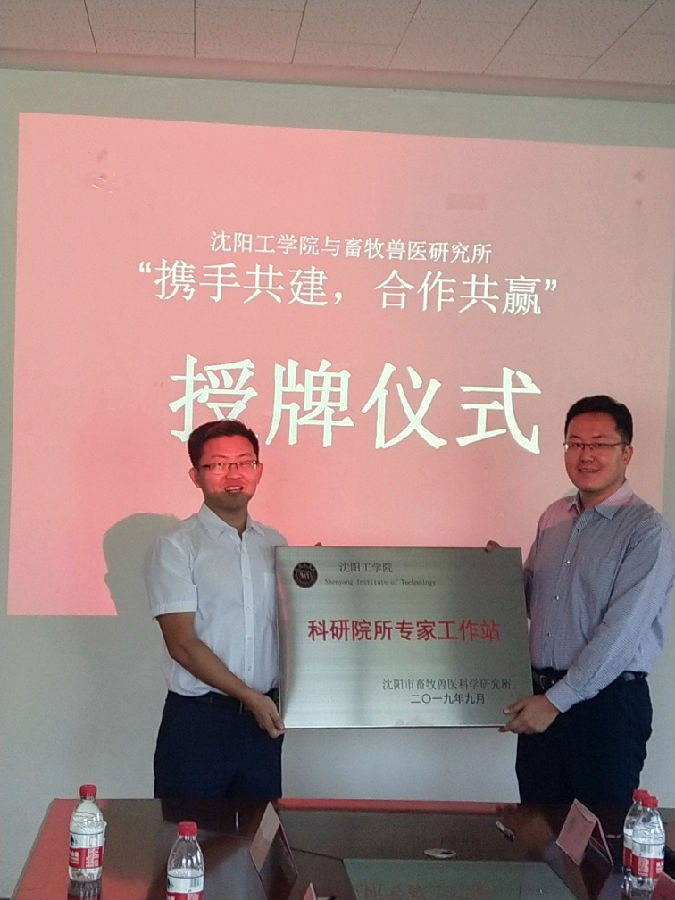 沈阳工学院与畜牧兽医研究所
“携手共建，合作共赢”
授牌仪式
沈阳工学院
Shenyang Institute of Technology
科研院所专家工作站
沈阳市畜牧兽医科学研究所
二〇一九年九月